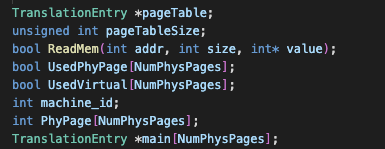 TranslationEntry *pageTable;
unsigned int pageTableSize;
bool ReadMem(int addr, int size, int* value);
bool UsedPhyPage[NumPhysPages];
bool UsedVirtual[NumPhysPages];
int machine_id;
int PhyPage[NumPhysPages];
TranslationEntry *main[NumPhysPages];